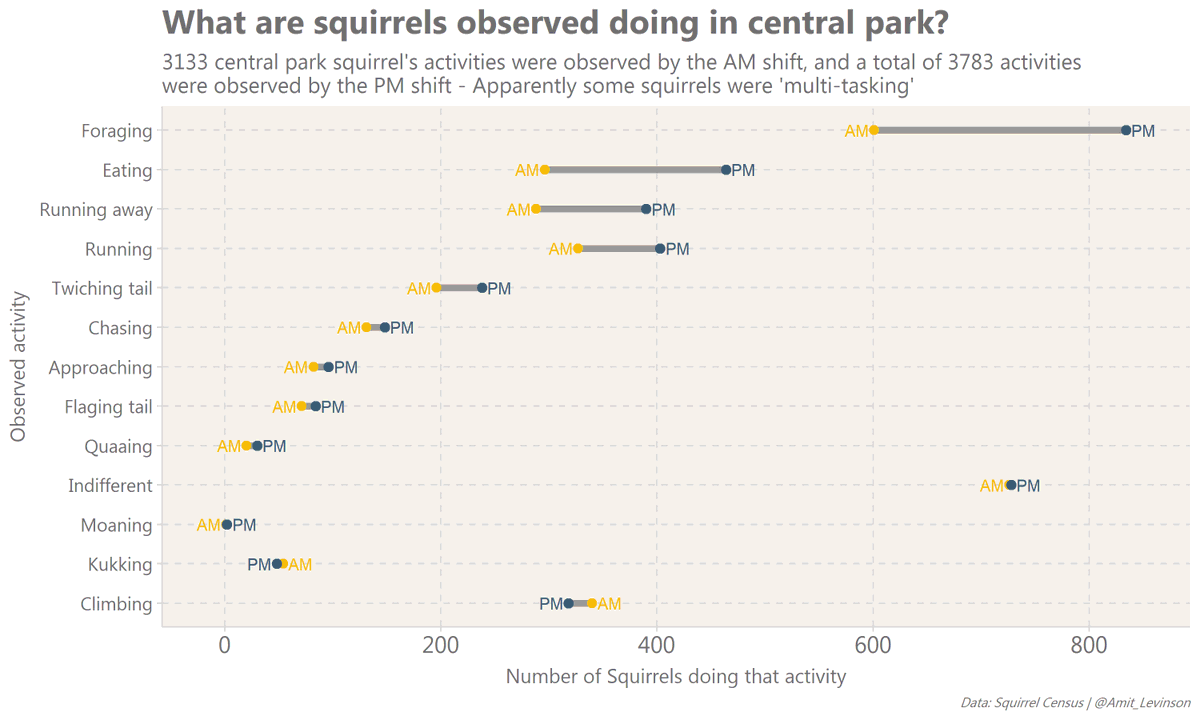 What are squirrels observed doing in central park?
3133 central park squirrel's activities were observed by the AM shift, and a total of 3783 activities
were observed by the PM shift - Apparently some squirrels were 'multi-tasking'
Observed activity
Foraging AM PM
Eating AM PM
Running away AM PM
Running AM PM
Twiching tail AM PM
Chasing AM PM
Approaching AM PM
Flaging tail AM PM
Quaaing AM PM
Indifferent AM PM
Moaning AM PM
Kukking PM AM
Climbing PM AM
0 200 400 600 800
Number of Squirrels doing that activity
Data: Squirrel Census | @Amit_Levinson